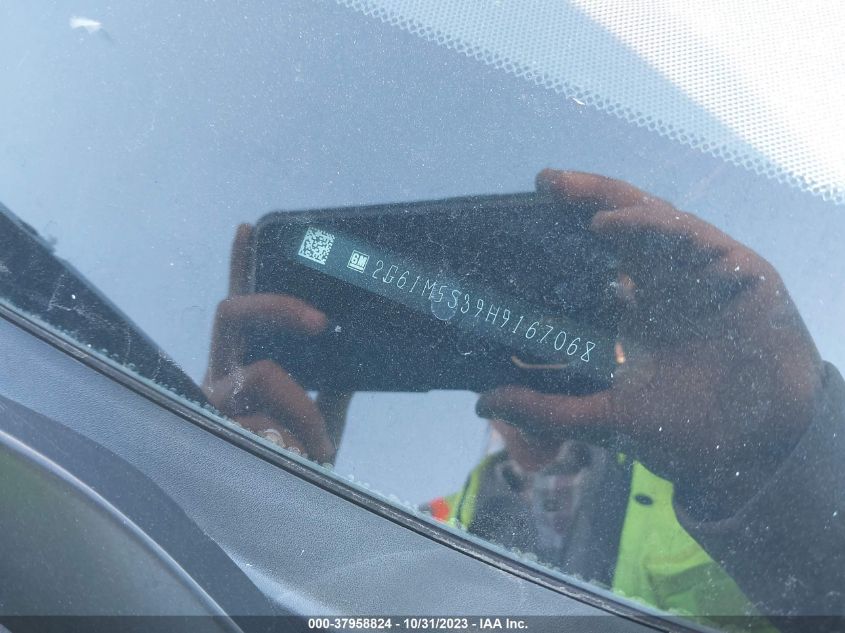 GM 2G61M5S39H9167068
000-37958824 - 10/31/2023 - IAA Inc.